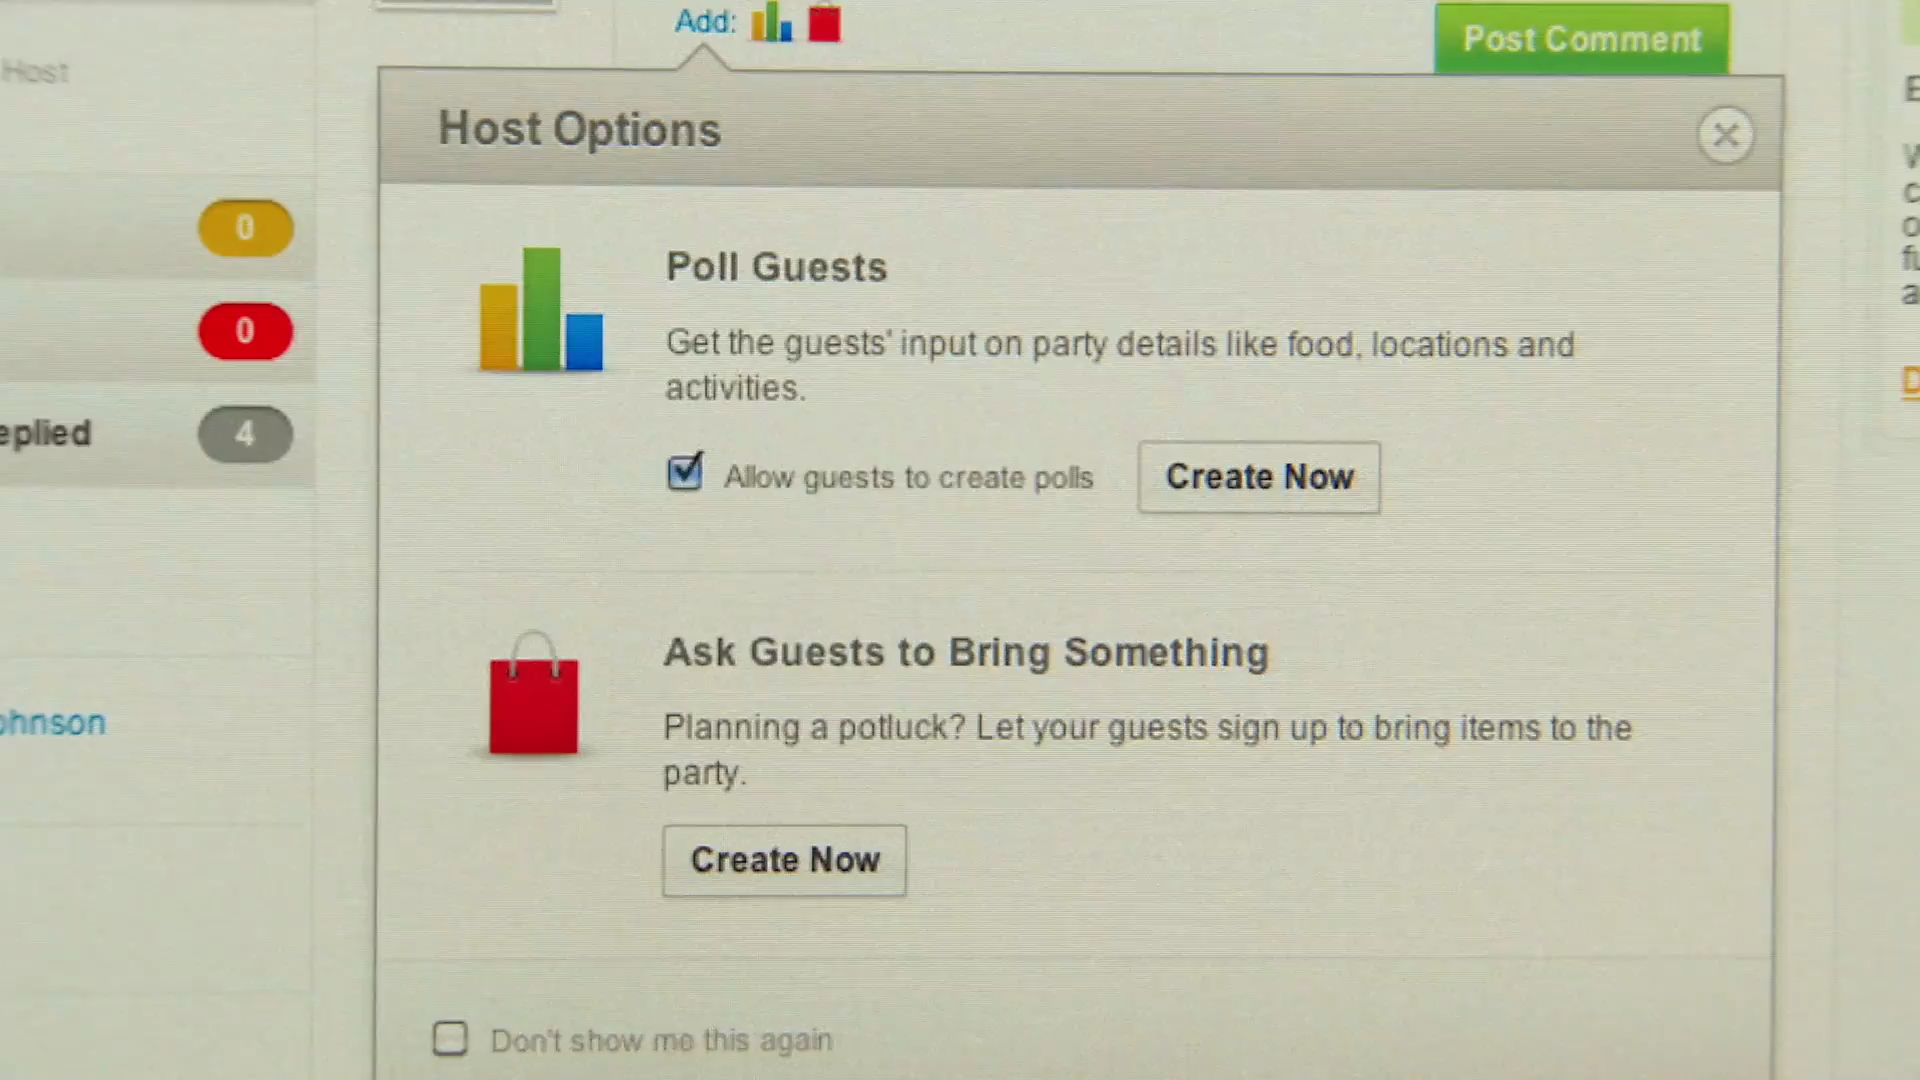 Add:
Post Comment
Host
Host Options
0
Poll Guests
0
Get the guests' input on party details like food, locations and
activities.
4
Allow guests to create polls
Create Now
Ask Guests to Bring Something
Planning a potluck? Let your guests sign up to bring items to the
party.
Create Now
Don't show me this again